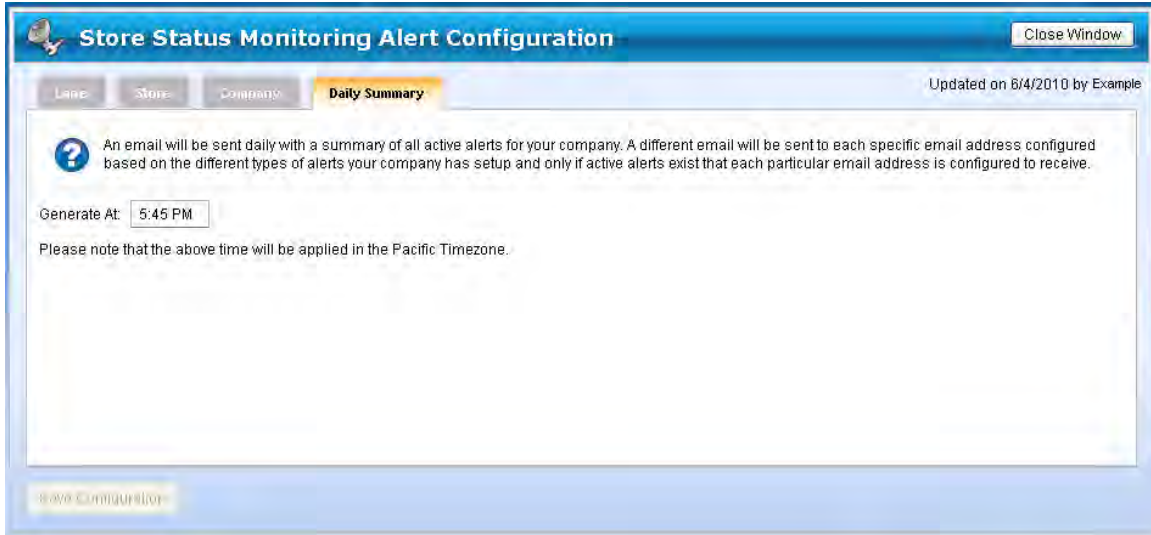 Store Status Monitoring Alert Configuration
Close Window
Lane
Store
Company
Daily Summary
Updated on 6/4/2010 by Example
An email will be sent daily with a summary of all active alerts for your company. A different email will be sent to each specific email address configured
based on the different types of alerts your company has setup and only if active alerts exist that each particular email address is configured to receive.
Generate At: 5:45 PM
Please note that the above time will be applied in the Pacific Timezone.
Save Configuration